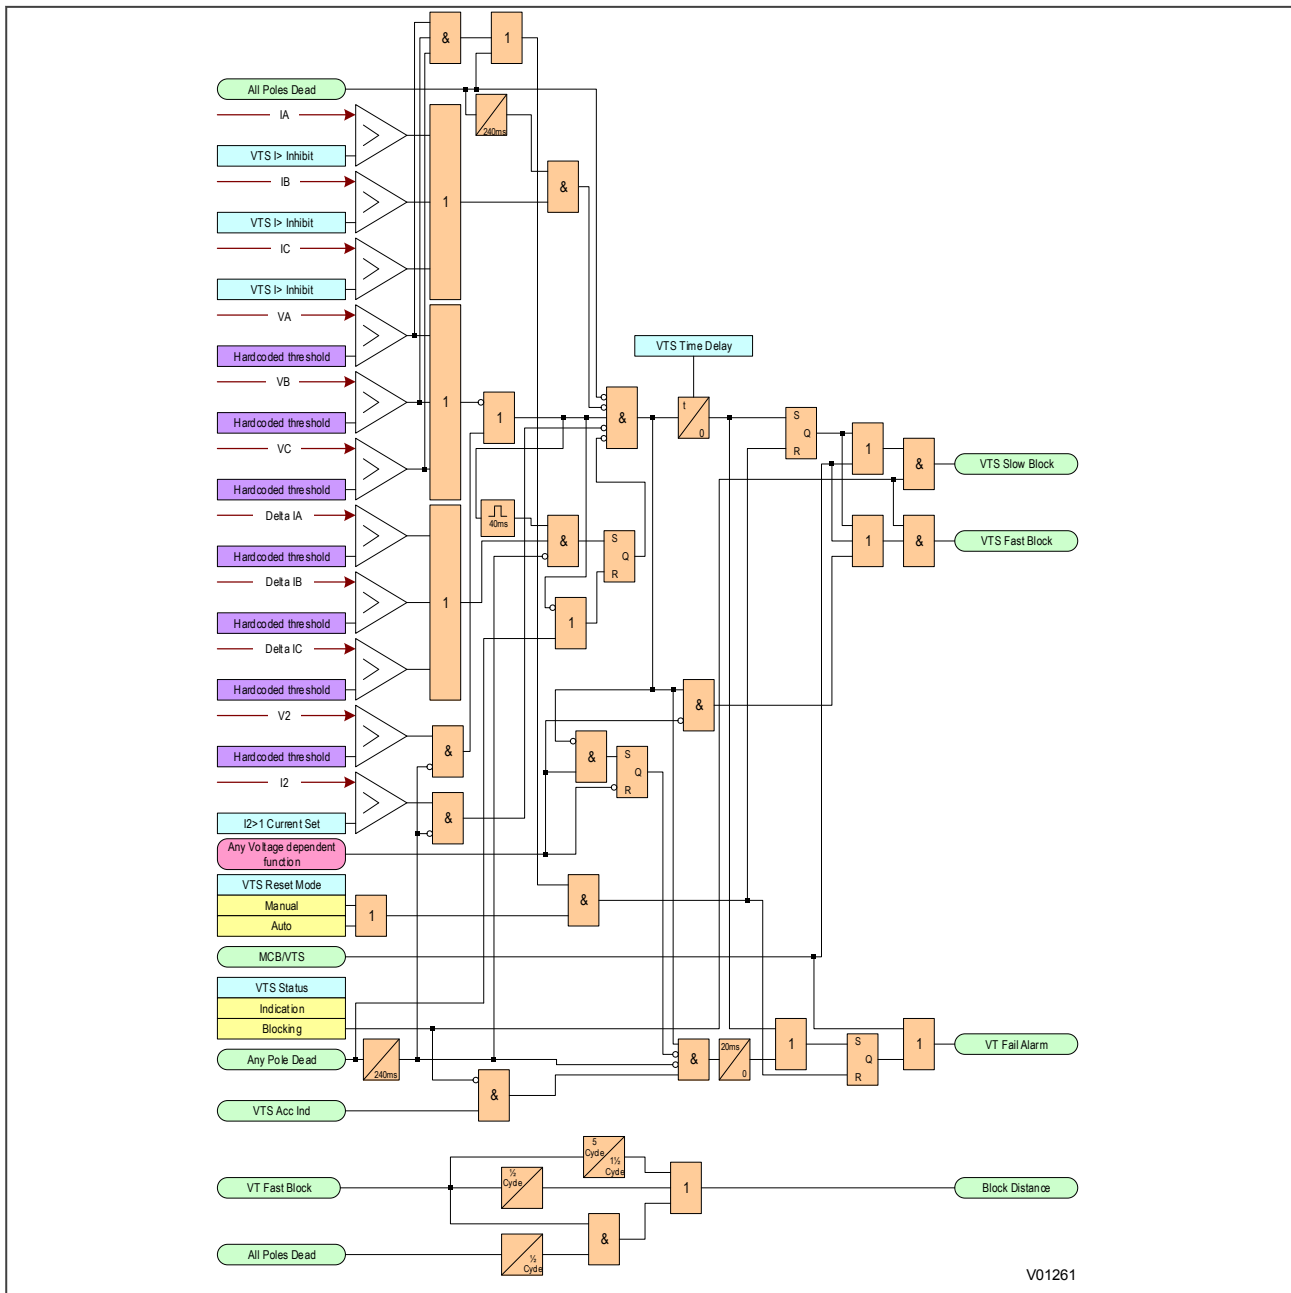 &
1
All Poles Dead
IA
240ms
VTS I> Inhibit
IB
&
1
VTS I> Inhibit
IC
VTS I> Inhibit
VA
VTS Time Delay
Hardcoded threshold
VB
1
1
&
t
0
S
Q
R
1
&
VTS Slow Block
Hardcoded threshold
VC
Hardcoded threshold
Delta IA
40ms
&
S
Q
R
1
&
VTS Fast Block
Hardcoded threshold
Delta IB
1
1
Hardcoded threshold
Delta IC
Hardcoded threshold
V2
&
&
&
S
Q
R
Hardcoded threshold
I2
&
I2>1 Current Set
Any Voltage dependent
function
VTS Reset Mode
Manual
Auto
1
&
MCB/VTS
VTS Status
Indication
Blocking
1
S
Q
R
1
VT Fail Alarm
Any Pole Dead
240ms
&
20ms
0
&
VTS Acc Ind
5
Cycle
1½
Cycle
VT Fast Block
½
Cycle
1
Block Distance
&
All Poles Dead
½
Cycle
V01261